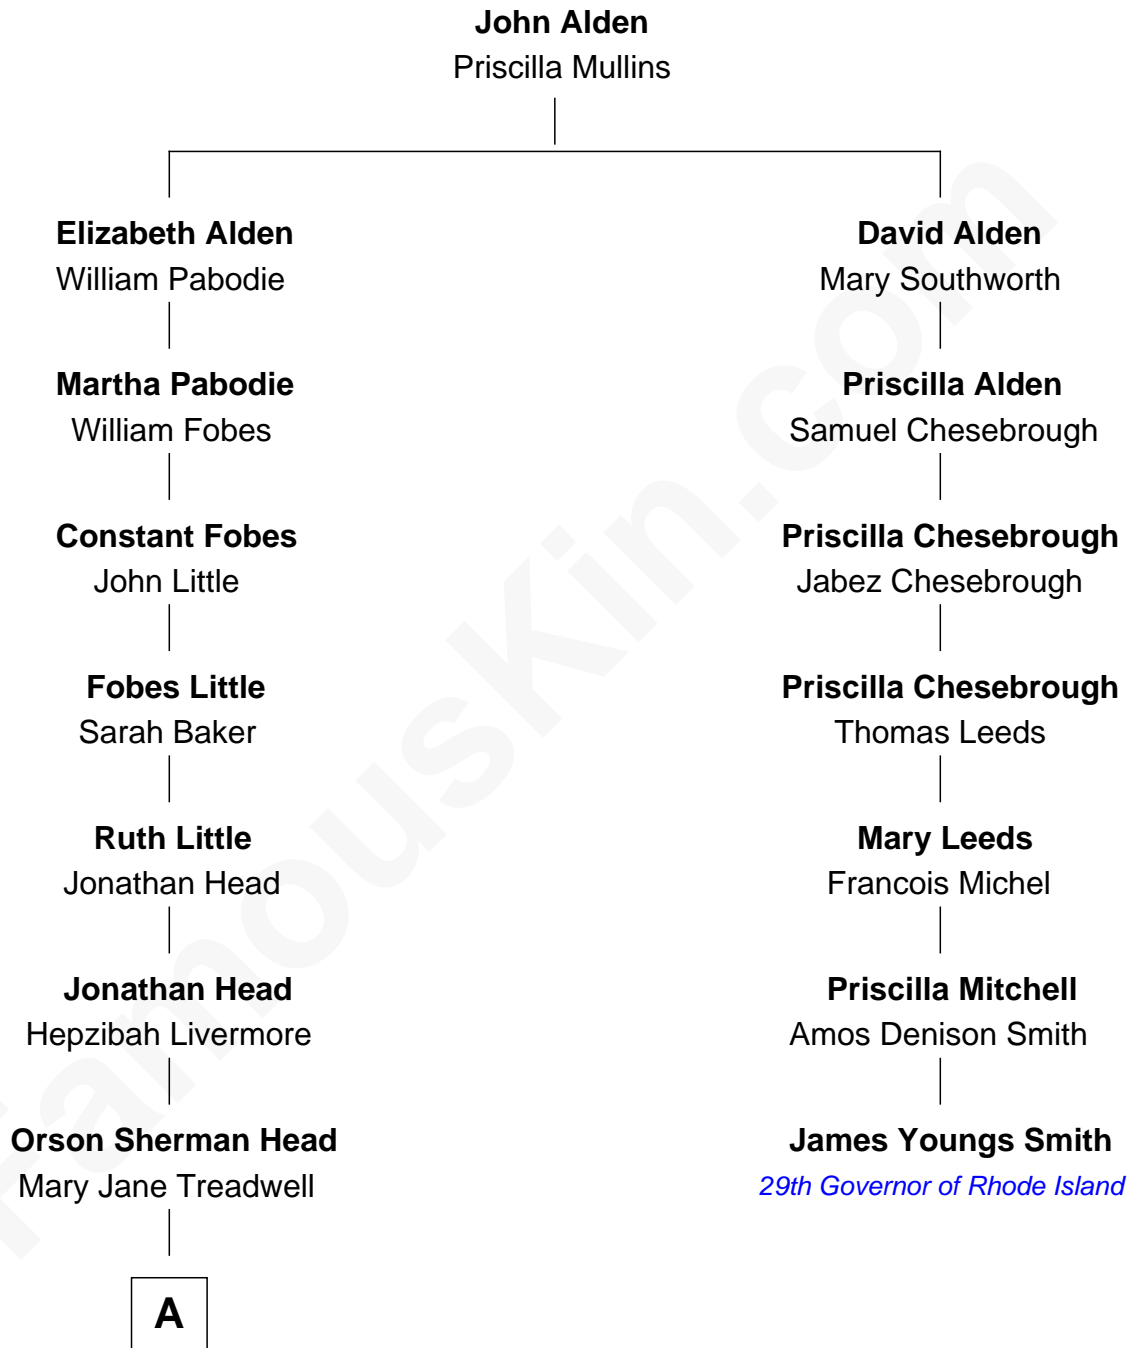 John Alden
Priscilla Mullins
Elizabeth Alden
William Pabodie
Martha Pabodie
William Fobes
Constant Fobes
John Little
Fobes Little
Sarah Baker
Ruth Little
Jonathan Head
Jonathan Head
Hepzibah Livermore
Orson Sherman Head
Mary Jane Treadwell
A
David Alden
Mary Southworth
Priscilla Alden
Samuel Chesebrough
Priscilla Chesebrough
Jabez Chesebrough
Priscilla Chesebrough
Thomas Leeds
Mary Leeds
Francois Michel
Priscilla Mitchell
Amos Denison Smith
James Youngs Smith
29th Governor of Rhode Island
FamousKin.com